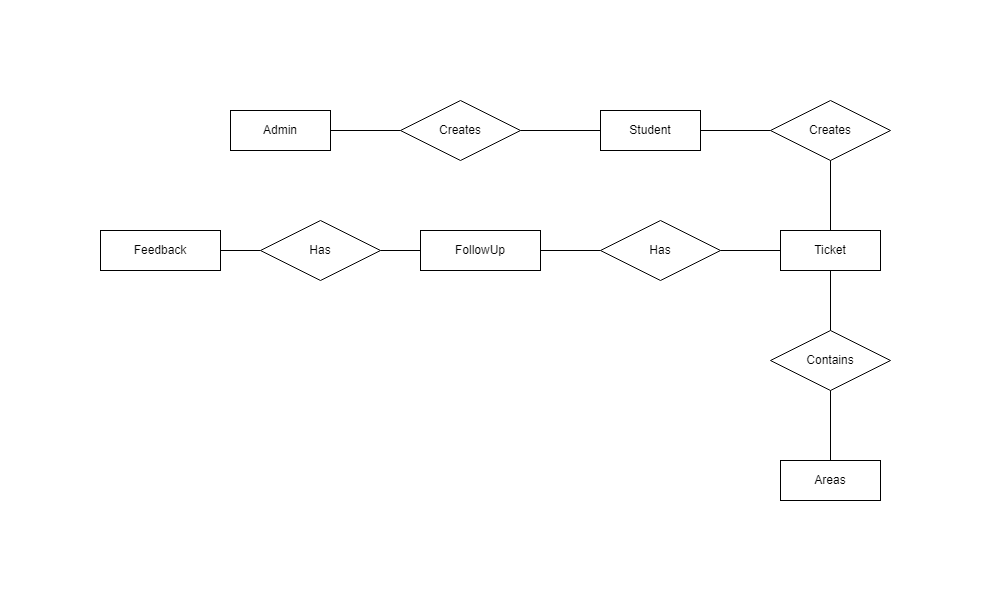 Admin
Creates
Student
Creates
Feedback
Has
FollowUp
Has
Ticket
Contains
Areas